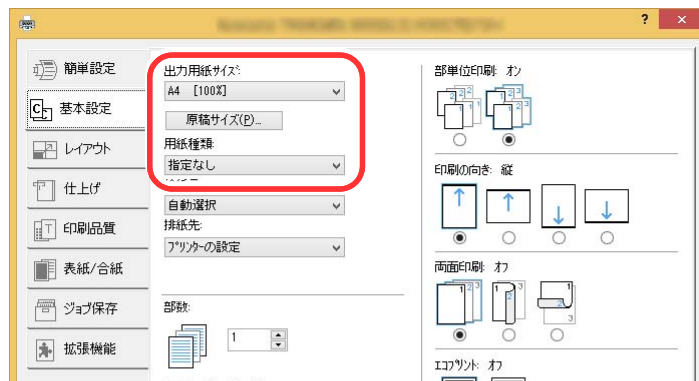 ?
×
簡単設定
基本設定
レイアウト
仕上げ
印刷品質
表紙/合紙
ジョブ保存
拡張機能
出力用紙サイズ:
A4 [100%]
原稿サイズ(P)...
用紙種類:
指定なし
自動選択
排紙先:
プリンターの設定
部数:
1
部単位印刷: オン
印刷の向き: 縦
両面印刷: オフ
エコプリント: オフ